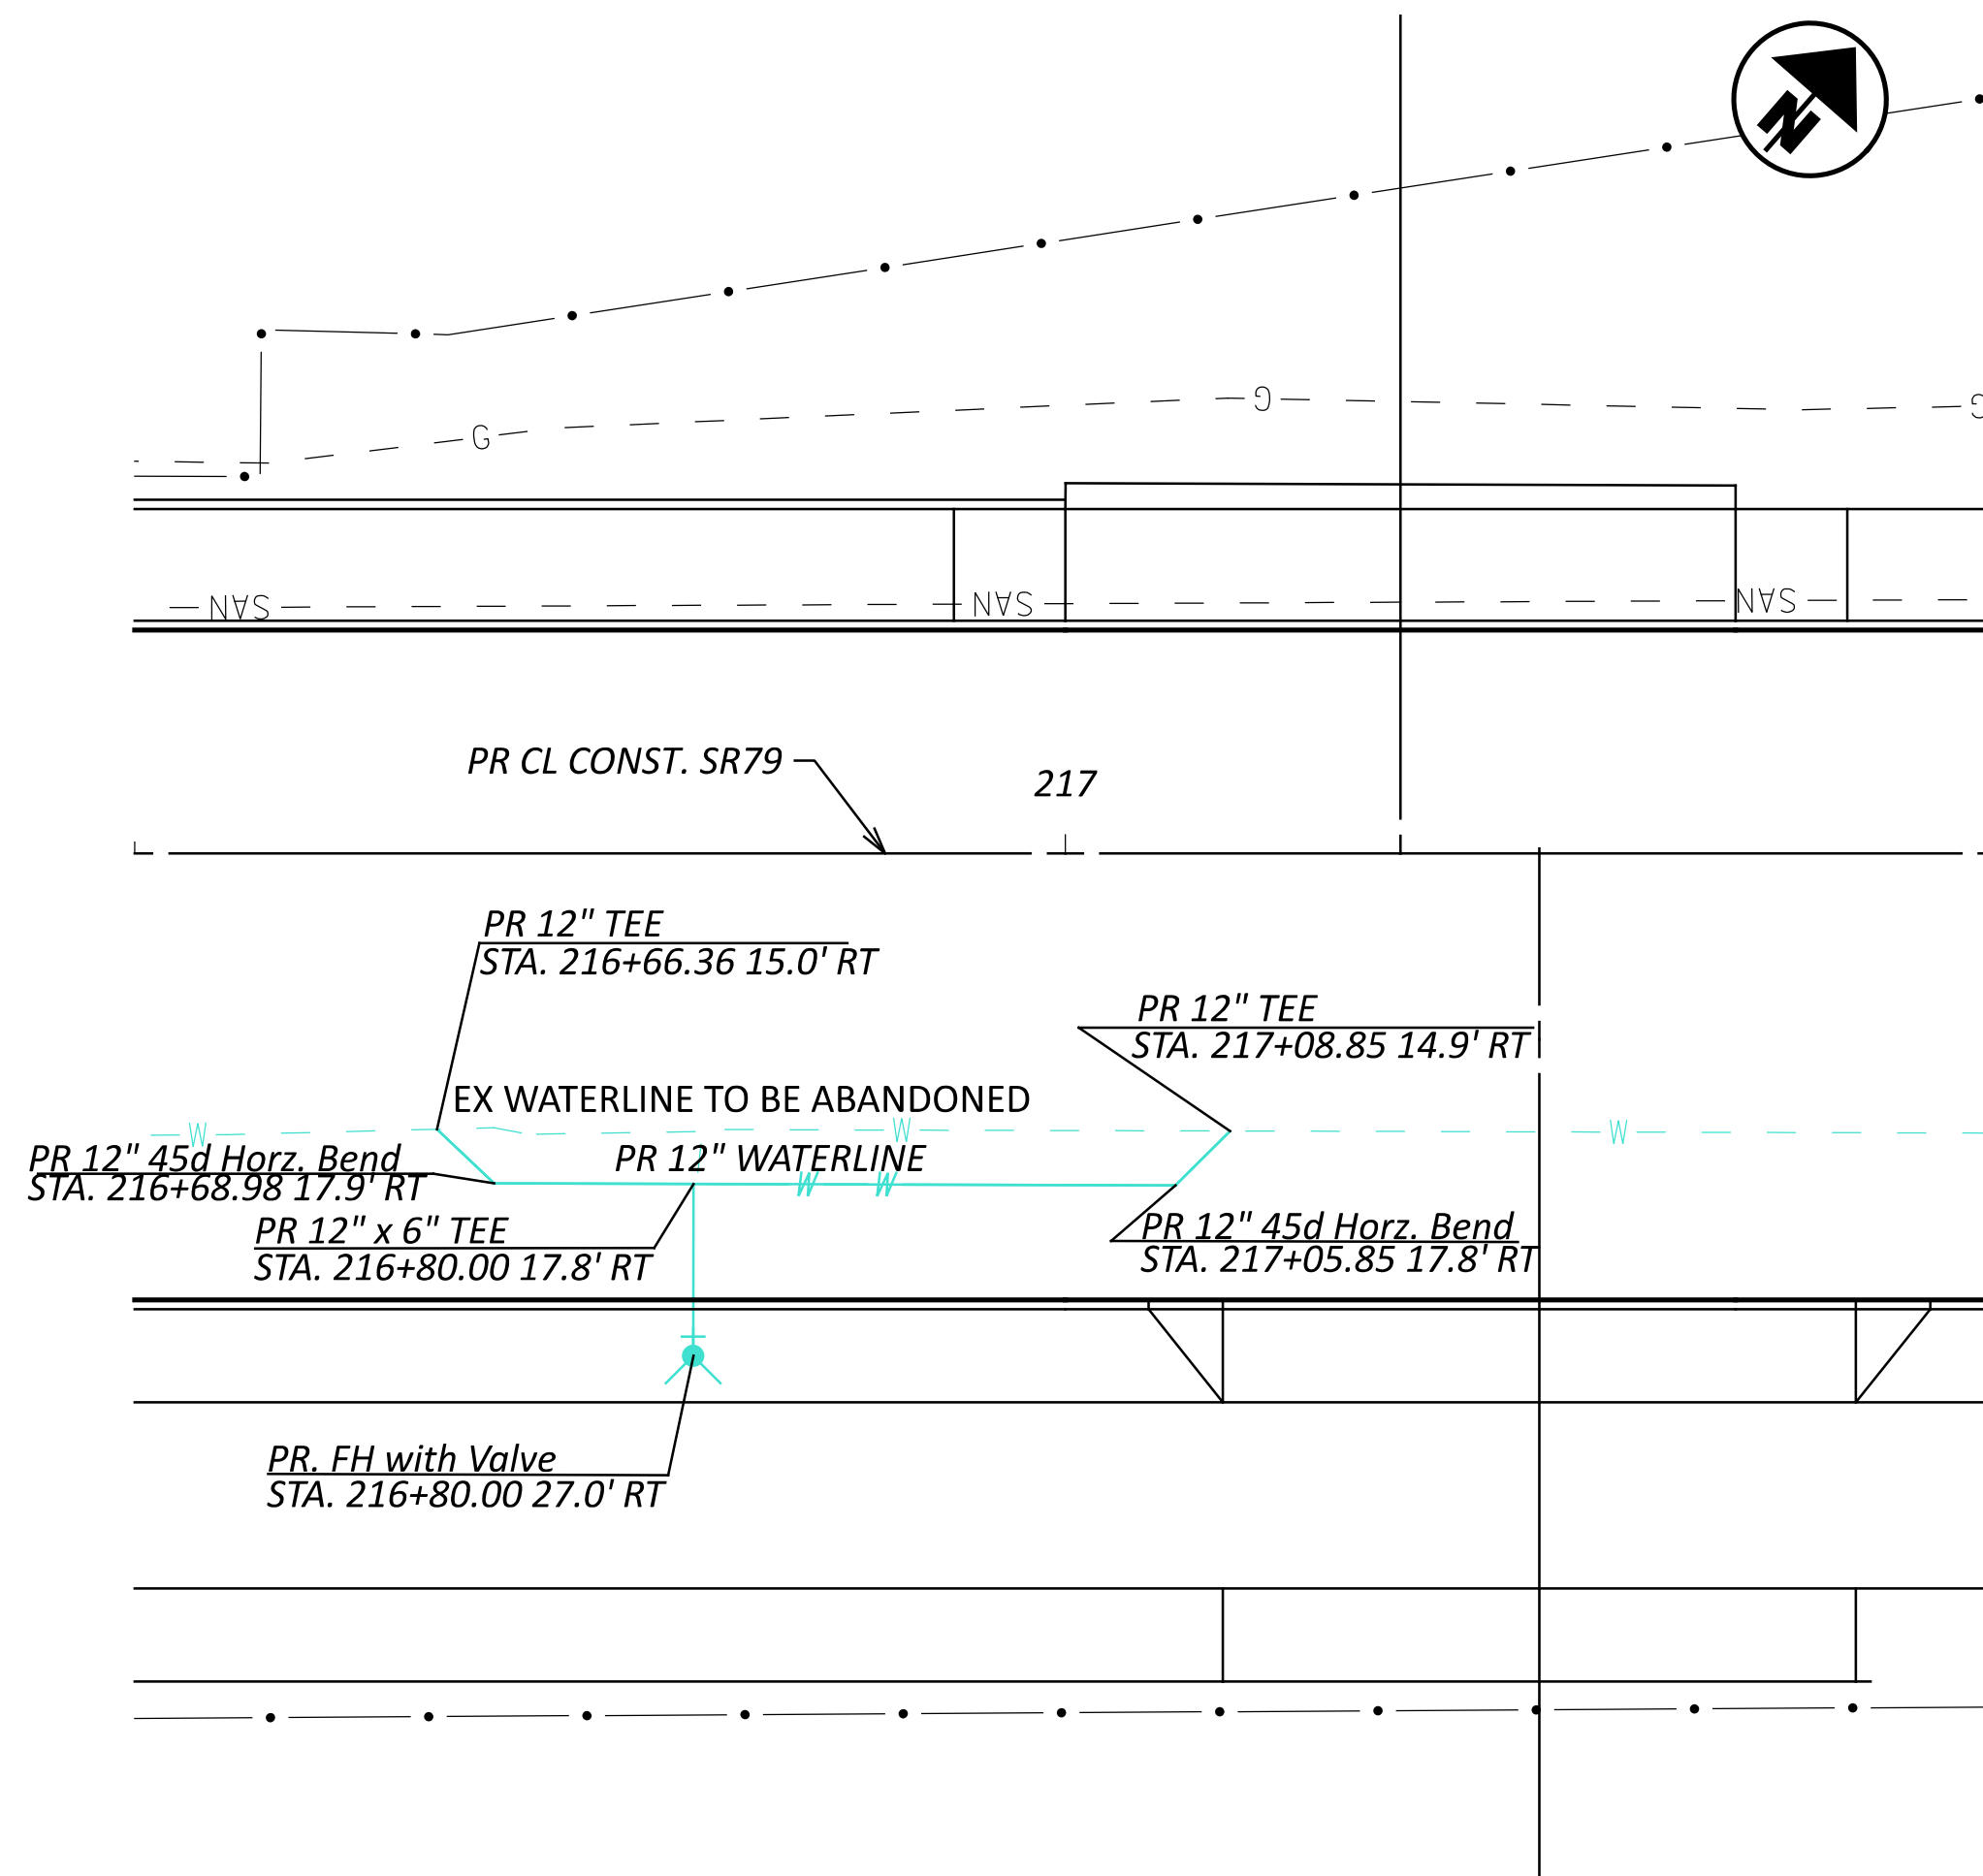 N
G
G
G
SAN
SAN
SAN
PR CL CONST. SR79
217
PR 12" TEE
STA. 216+66.36 15.0' RT
PR 12" TEE
STA. 217+08.85 14.9' RT
EX WATERLINE TO BE ABANDONED
W
W
W
PR 12" 45d Horz. Bend
STA. 216+68.98 17.9' RT
PR 12" WATERLINE
W
W
PR 12" x 6" TEE
STA. 216+80.00 17.8' RT
PR 12" 45d Horz. Bend
STA. 217+05.85 17.8' RT
PR. FH with Valve
STA. 216+80.00 27.0' RT